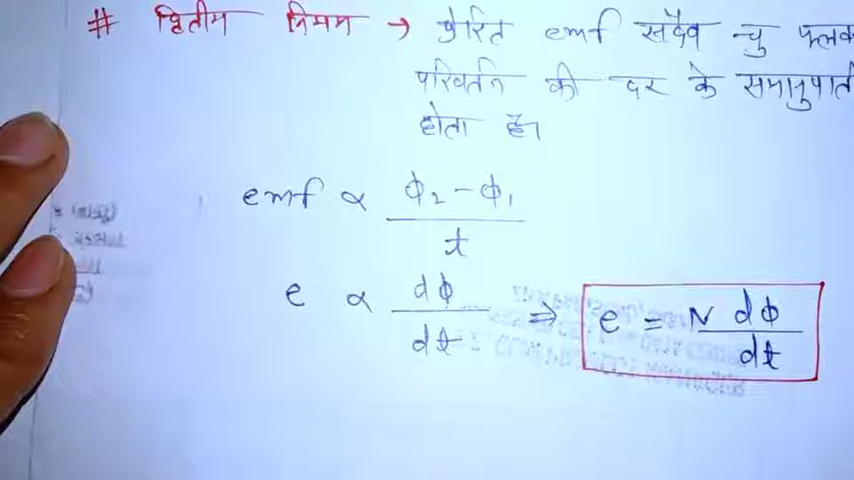 # द्वितीय नियम → प्रेरित emf सदैव चु फ्लक
परिवर्तन की दर के समानुपाती
होता है।
emf ∝ (ϕ₂ - ϕ₁) / t
e ∝ dϕ / dt ⇒ e = N dϕ / dt